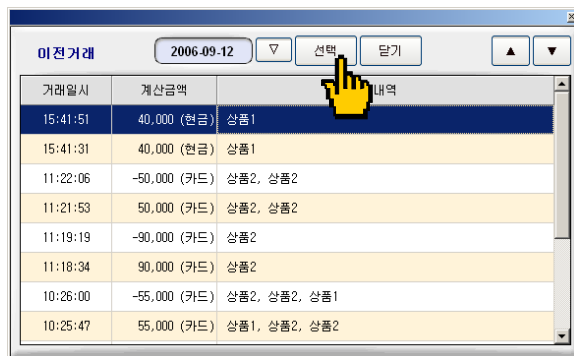 이전거래 2006-09-12 ▽ 선택 닫기 ▲ ▼
거래일시 계산금액 내역
15:41:51 40,000 (현금) 상품1
15:41:31 40,000 (현금) 상품1
11:22:06 -50,000 (카드) 상품2, 상품2
11:21:53 50,000 (카드) 상품2, 상품2
11:19:19 -90,000 (카드) 상품2
11:18:34 90,000 (카드) 상품2
10:26:00 -55,000 (카드) 상품2, 상품2, 상품1
10:25:47 55,000 (카드) 상품1, 상품2, 상품2